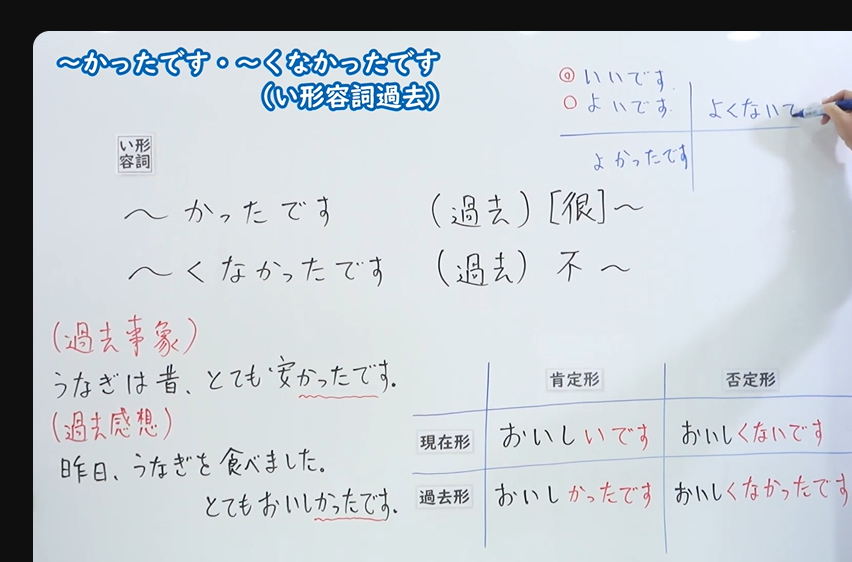 ～かったです・～くなかったです
（い形容詞過去）
◎ いいです
○ よいです
よくないで
よかったです
い形
容詞
～ かったです （過去）[很]～
～ くなかったです （過去） 不 ～
（過去事象）
うなぎは昔、とても安かったです.
（過去感想）
昨日、うなぎを食べました。
とてもおいしかったです.
肯定形 否定形
現在形 おいしいです おいしくないです
過去形 おいしかったです おいしくなかったです